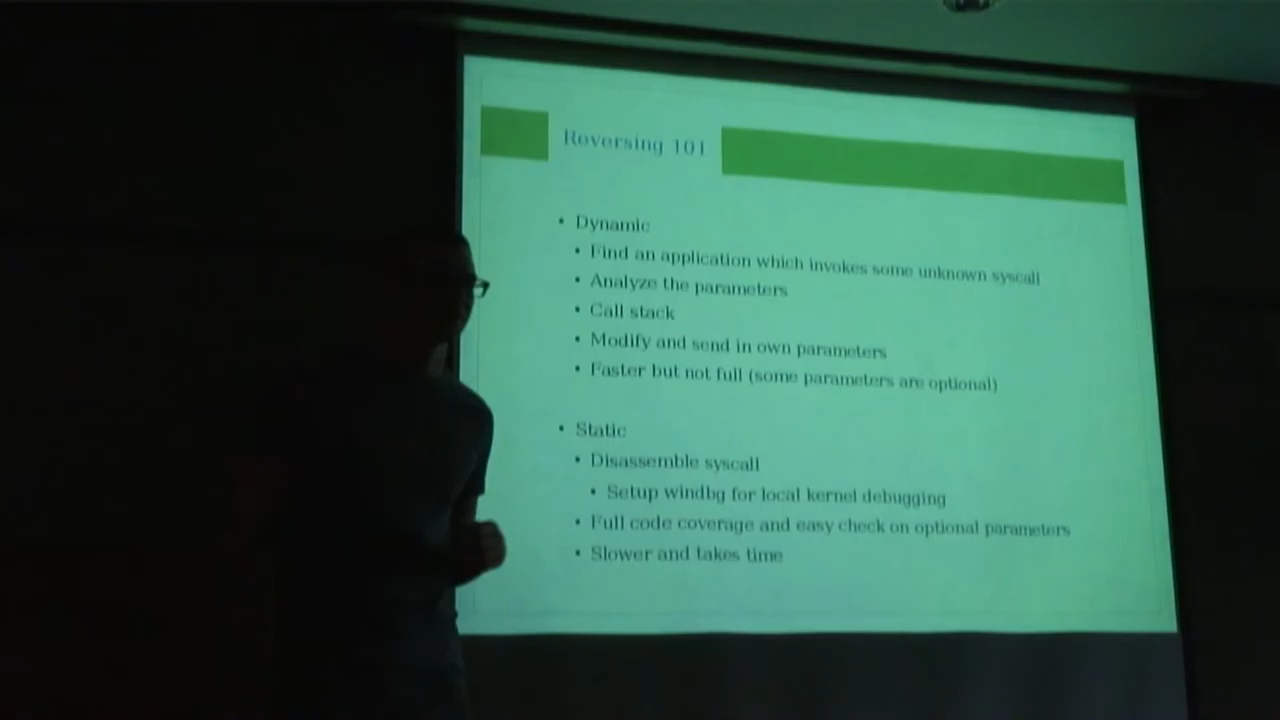 Reversing 101
• Dynamic
• Find an application which invokes some unknown syscall
• Analyze the parameters
• Call stack
• Modify and send in own parameters
• Faster but not full (some parameters are optional)
• Static
• Disassemble syscall
• Setup windbg for local kernel debugging
• Full code coverage and easy check on optional parameters
• Slower and takes time